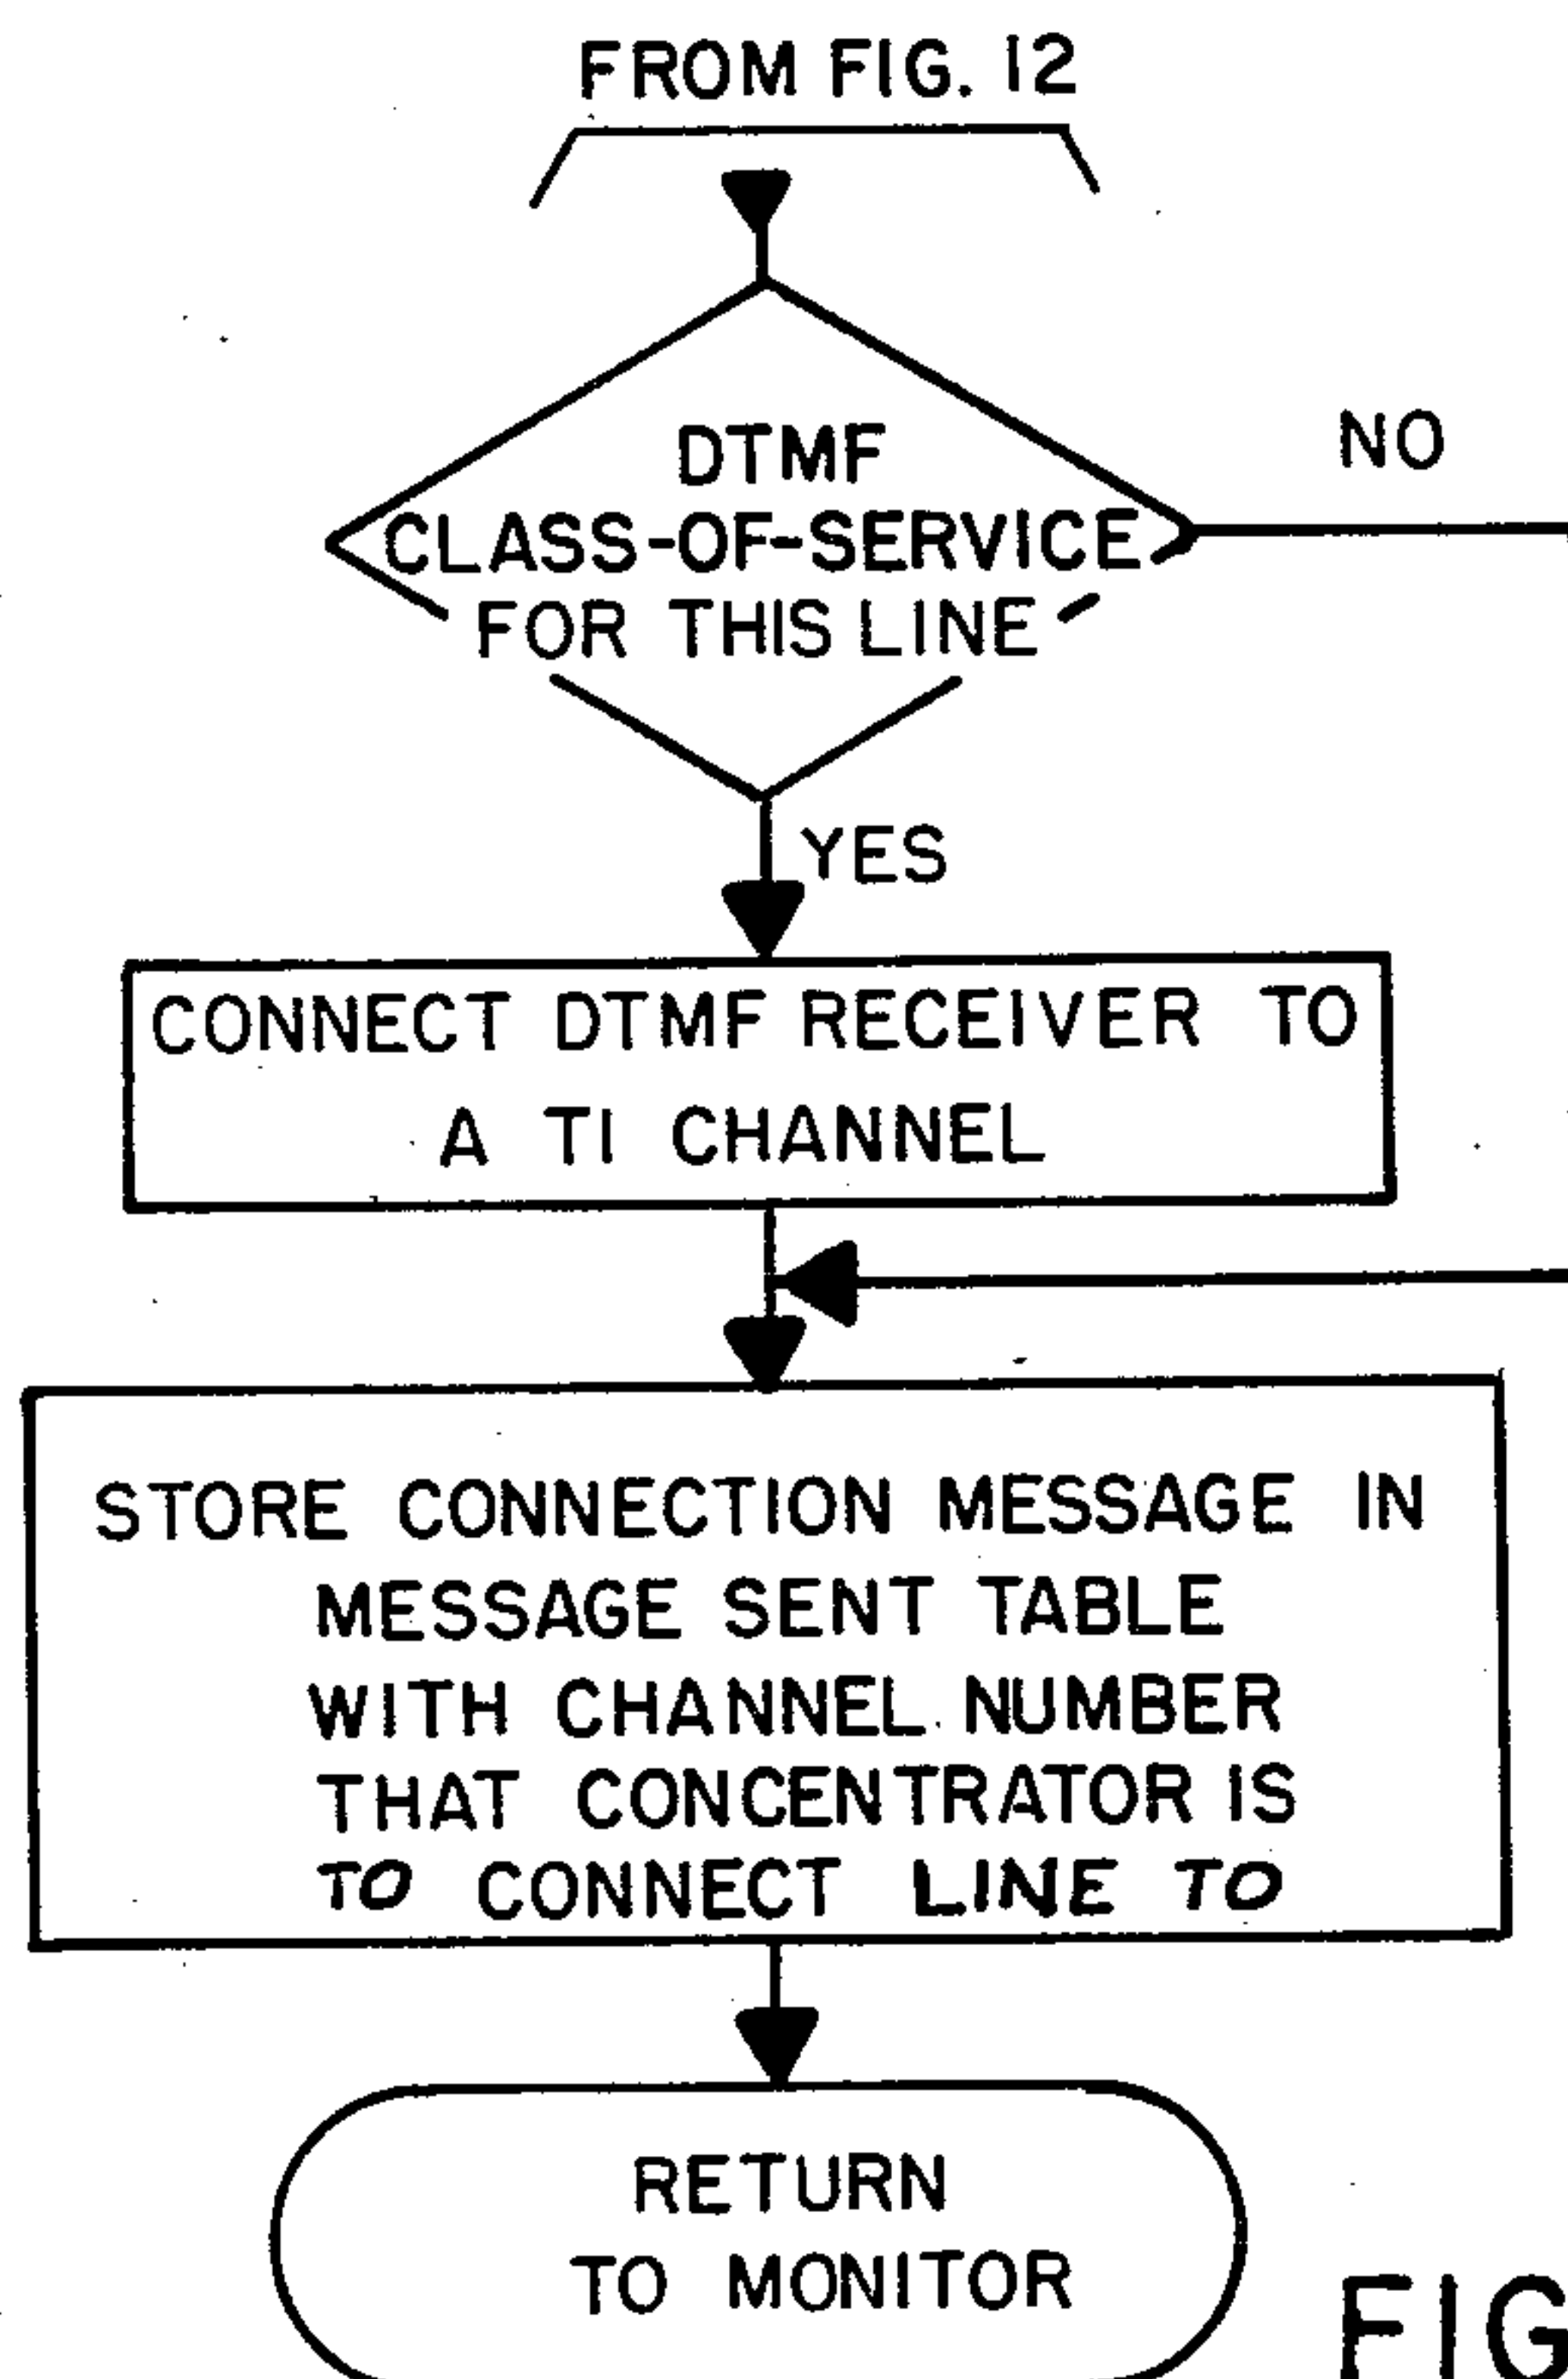 FROM FIG. 12
DTMF
CLASS-OF-SERVICE
FOR THIS LINE
NO
YES
CONNECT DTMF RECEIVER TO
A T1 CHANNEL
STORE CONNECTION MESSAGE IN
MESSAGE SENT TABLE
WITH CHANNEL NUMBER
THAT CONCENTRATOR IS
TO CONNECT LINE TO
RETURN
TO MONITOR
FIG